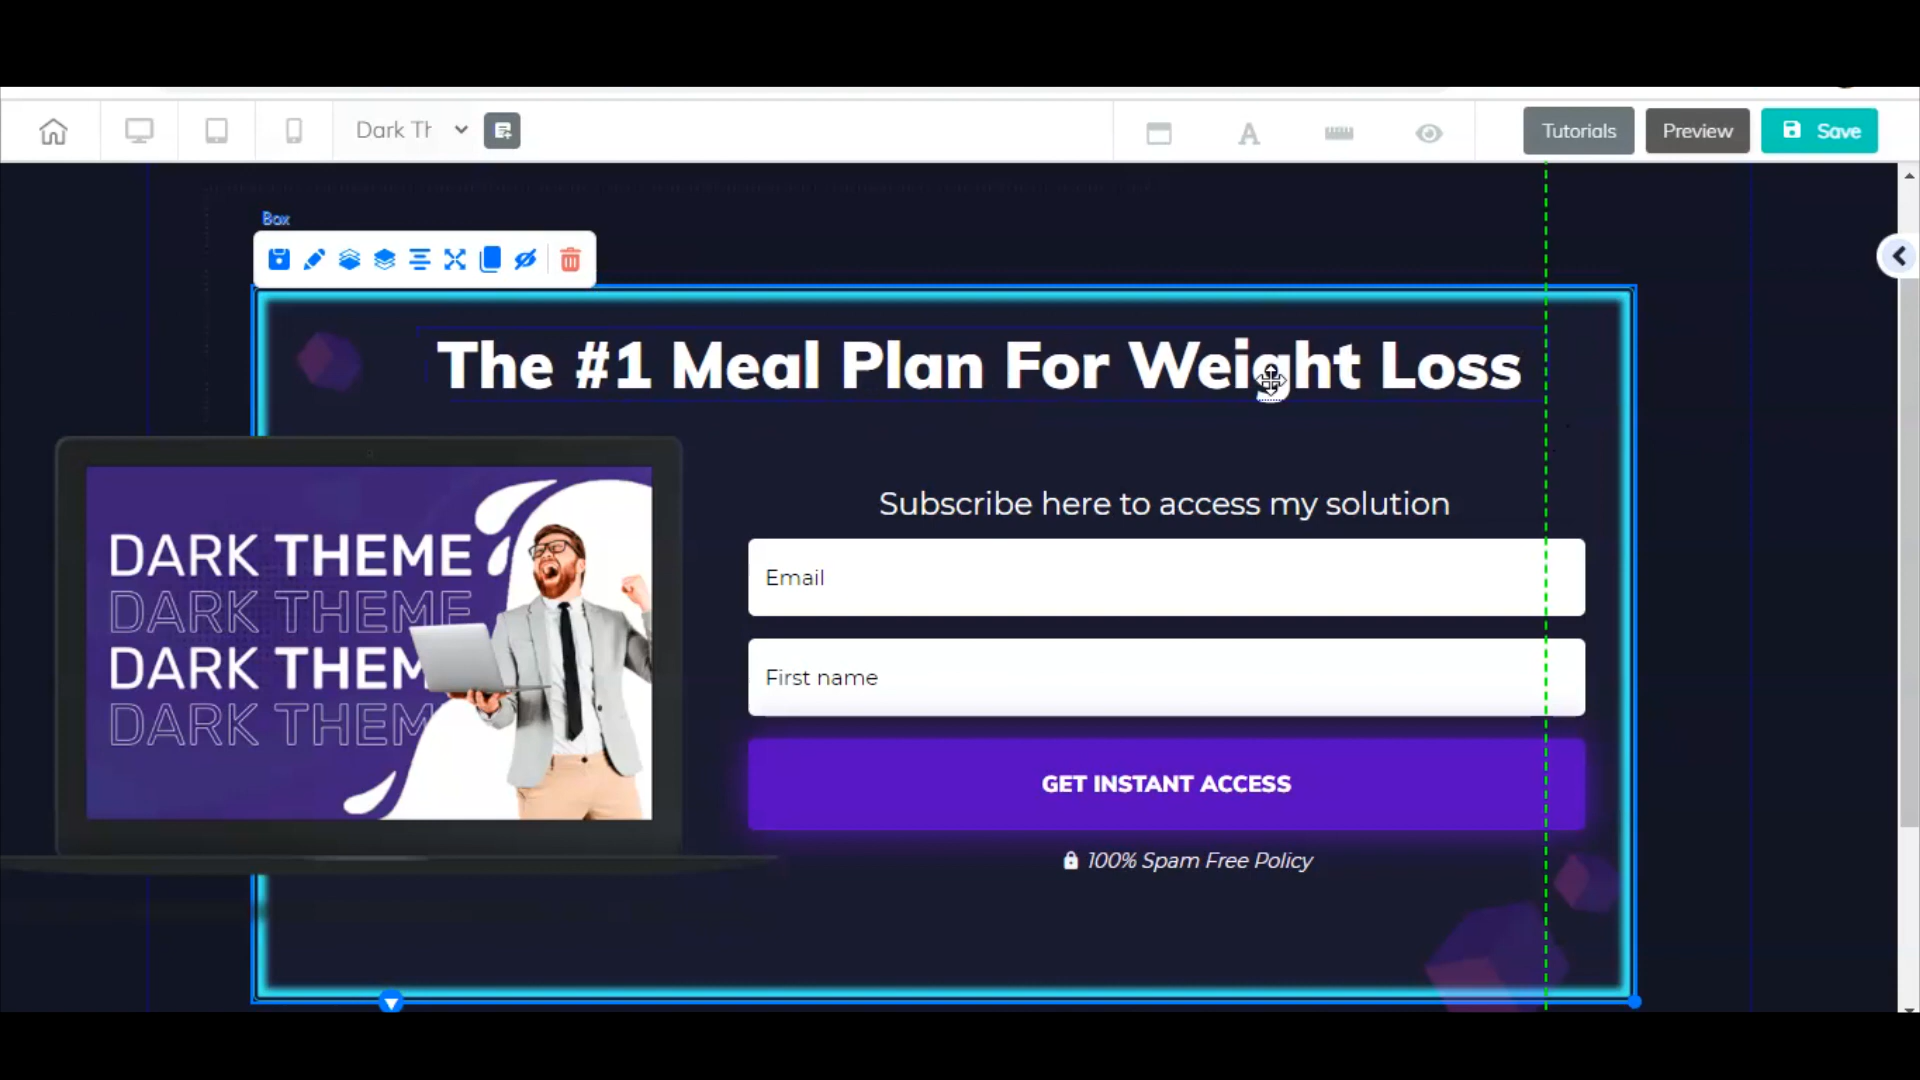 Dark Th
Tutorials
Preview
Save
Box
The #1 Meal Plan For Weight Loss
DARK THEME
DARK THEME
DARK THEM
DARK THEM
Subscribe here to access my solution
Email
First name
GET INSTANT ACCESS
100% Spam Free Policy